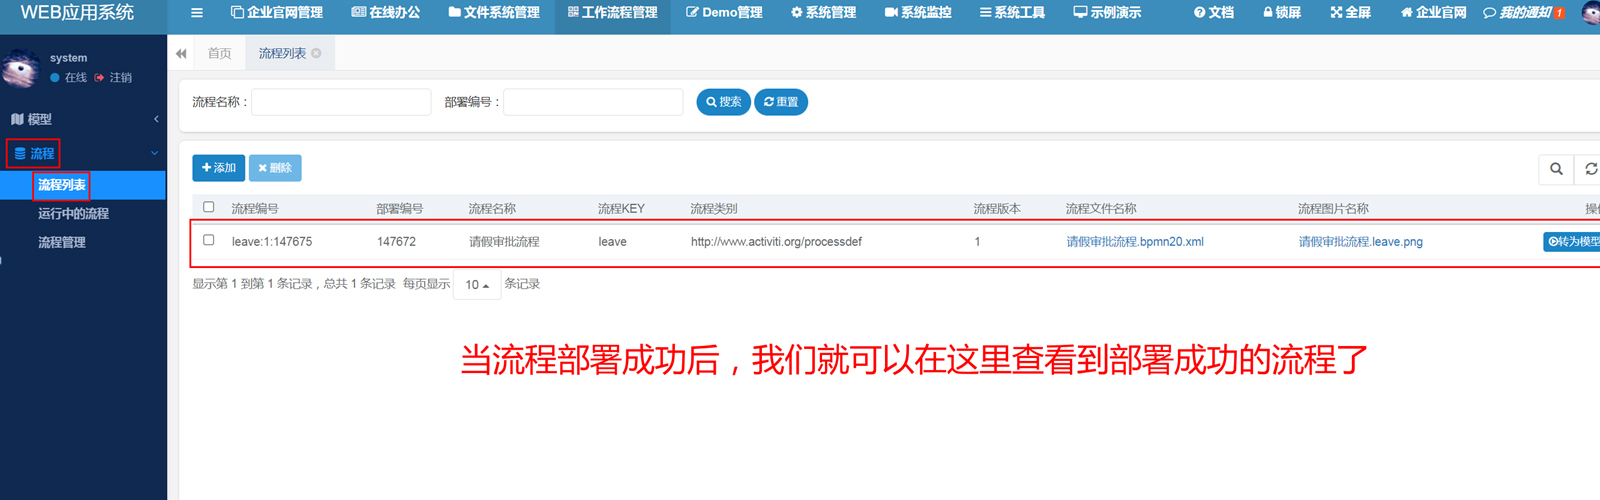 WEB应用系统 企业官网管理 在线办公 文件系统管理 工作流程管理 Demo管理 系统管理 系统监控 系统工具 示例演示 文档 锁屏 全屏 企业官网 我的通知 1
system
在线 注销
首页 流程列表
流程名称： 部署编号： 搜索 重置
模型
流程
流程列表
运行中的流程
流程管理
添加 删除
流程编号 部署编号 流程名称 流程KEY 流程类别 流程版本 流程文件名称 流程图片名称
leave:1:147675 147672 请假审批流程 leave http://www.activiti.org/processdef 1 请假审批流程.bpmn20.xml 请假审批流程.leave.png 转为模型
显示第 1 到第 1 条记录，总共 1 条记录 每页显示 10 条记录
当流程部署成功后，我们就可以在这里查看到部署成功的流程了